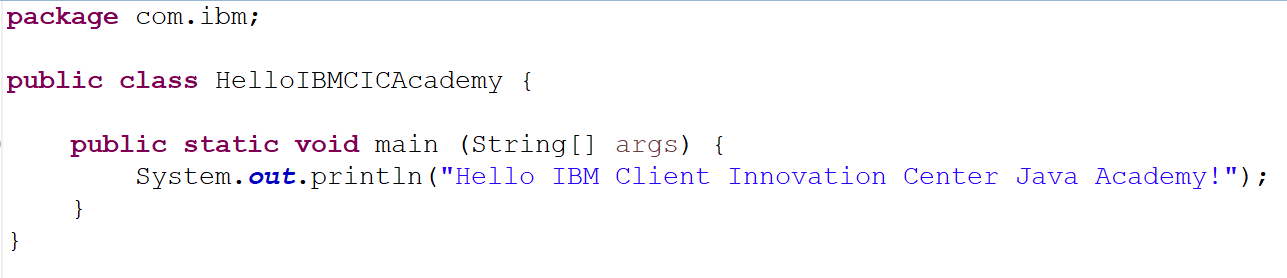 package com.ibm;
public class HelloIBMCICAcademy {
public static void main (String[] args) {
System.out.println("Hello IBM Client Innovation Center Java Academy!");
}
}